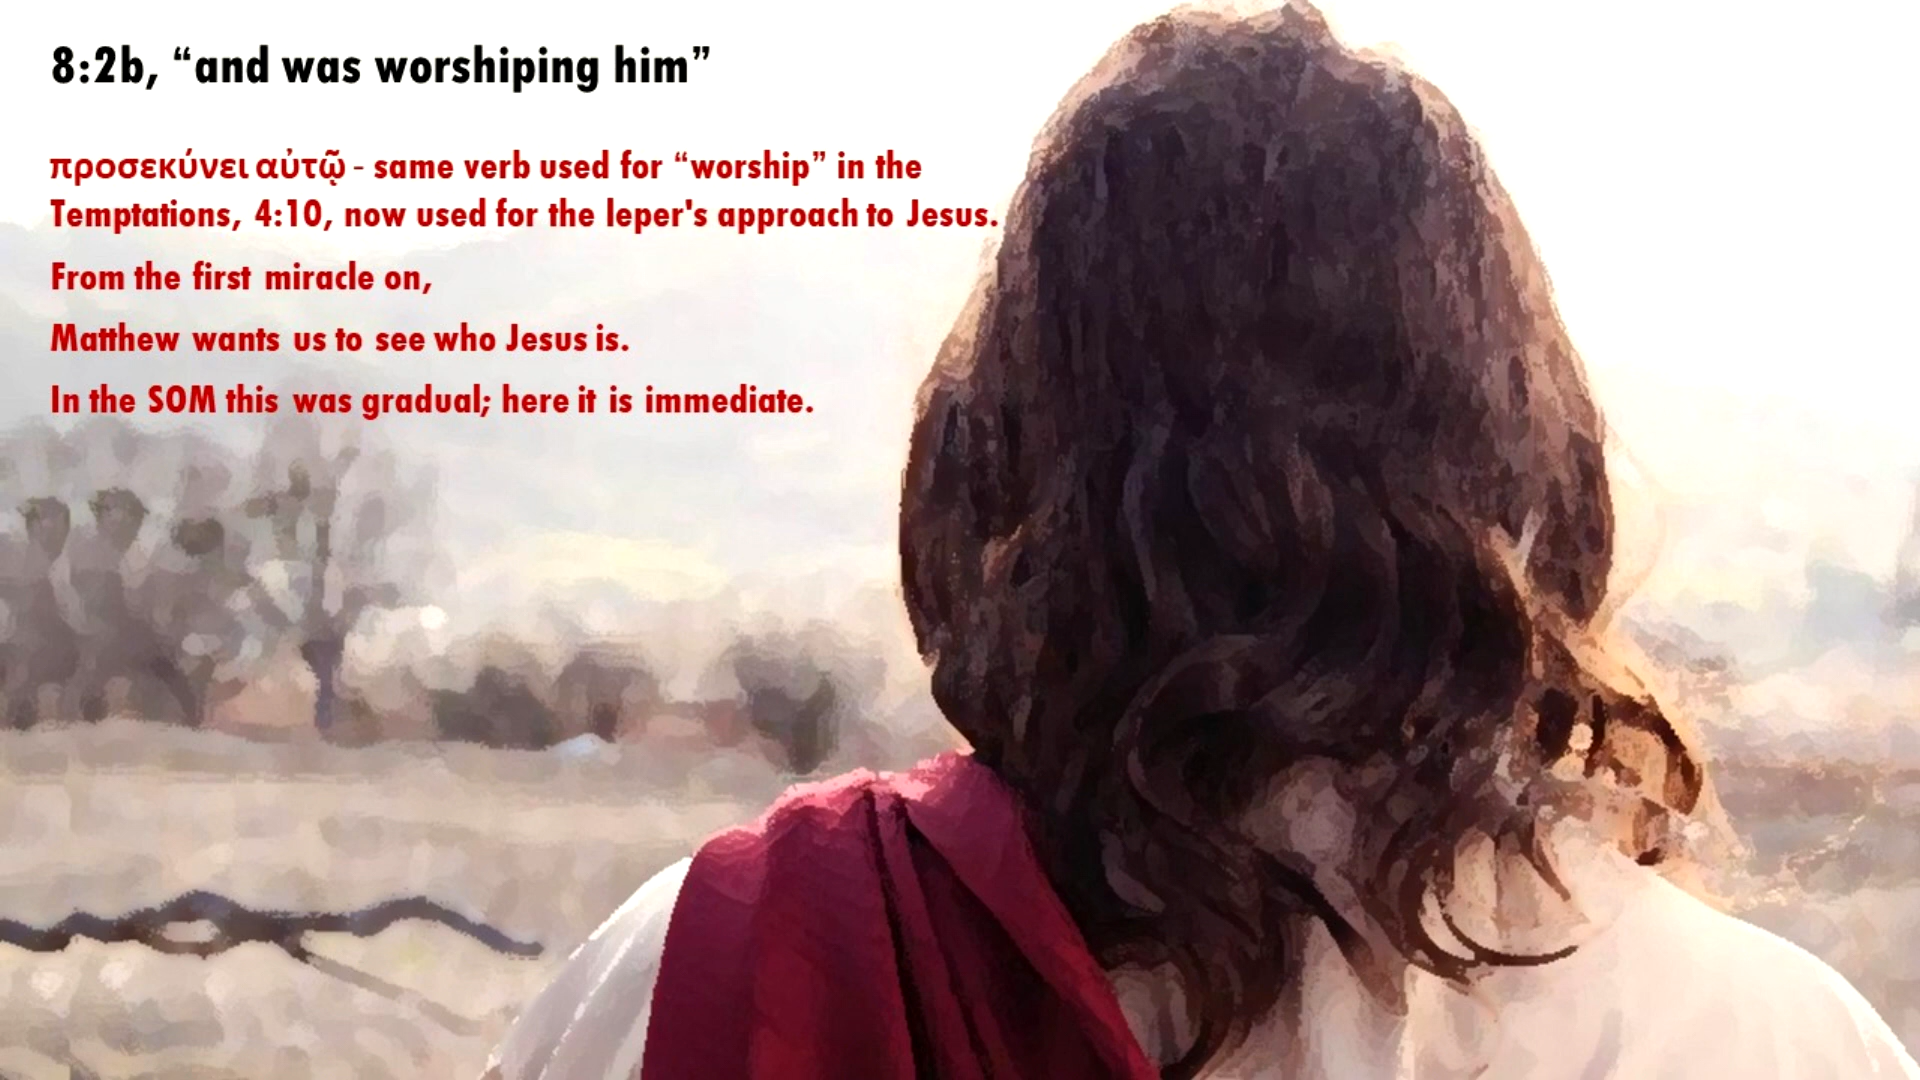 8:2b, “and was worshiping him”
προσεκύνει αὐτῷ - same verb used for “worship” in the
Temptations, 4:10, now used for the leper's approach to Jesus.
From the first miracle on,
Matthew wants us to see who Jesus is.
In the SOM this was gradual; here it is immediate.